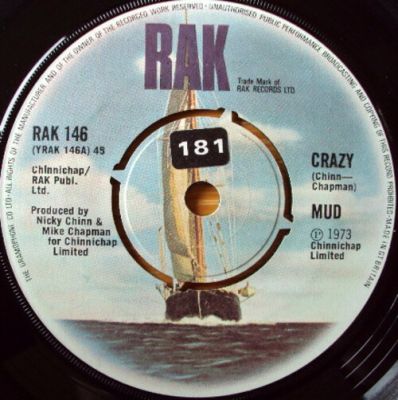 THE GRAMOPHONE CO LTD·ALL RIGHTS OF THE MANUFACTURER AND OF THE OWNER OF THE RECORDED WORK RESERVED·UNAUTHORISED PUBLIC PERFORMANCE BROADCASTING AND COPYING OF THIS RECORD PROHIBITED·MADE IN GT BRITAIN
RAK
Trade Mark of
RAK RECORDS LTD.
RAK 146
(YRAK 146A) 45
Chinnichap/
RAK Publ.
Ltd.
Produced by
Nicky Chinn &
Mike Chapman
for Chinnichap
Limited
181
CRAZY
(Chinn—
Chapman)
MUD
℗ 1973
Chinnichap
Limited